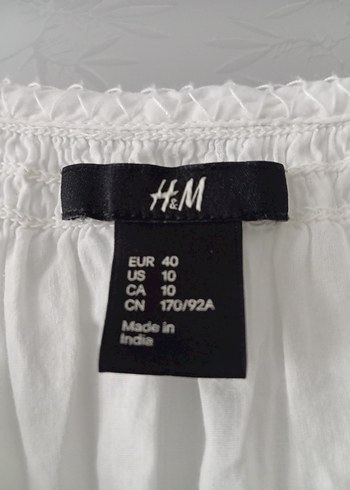 H&M
EUR 40
US 10
CA 10
CN 170/92A
Made in
India